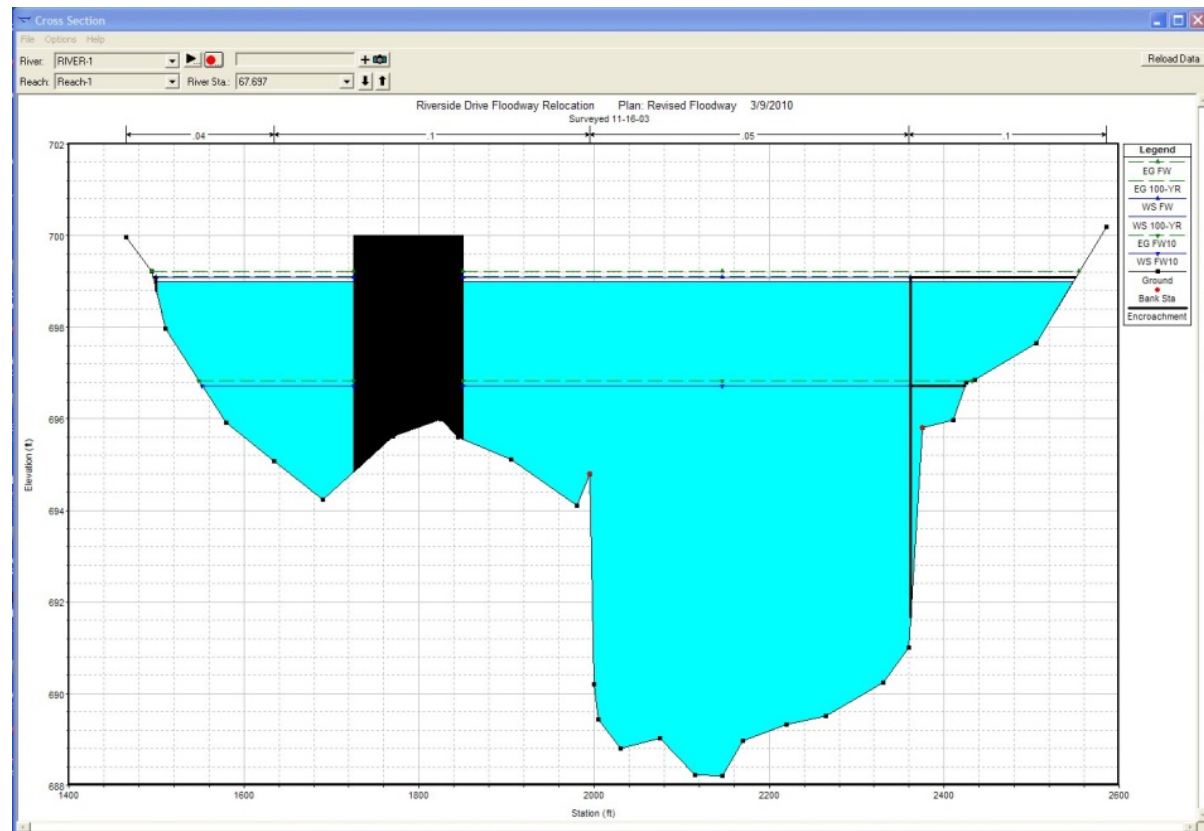 Cross Section
File Options Help
River: RIVER-1
Reload Data
Reach: Reach-1 River Sta.: 67.697
Riverside Drive Floodway Relocation Plan: Revised Floodway 3/9/2010
Surveyed 11-16-03
.04 .1 .05 .1
Legend
EG FW
EG 100-YR
WS FW
WS 100-YR
EG FW10
WS FW10
Ground
Bank Sta
Encroachment
702
700
698
696
694
692
690
688
Elevation (ft)
1400 1600 1800 2000 2200 2400 2600
Station (ft)